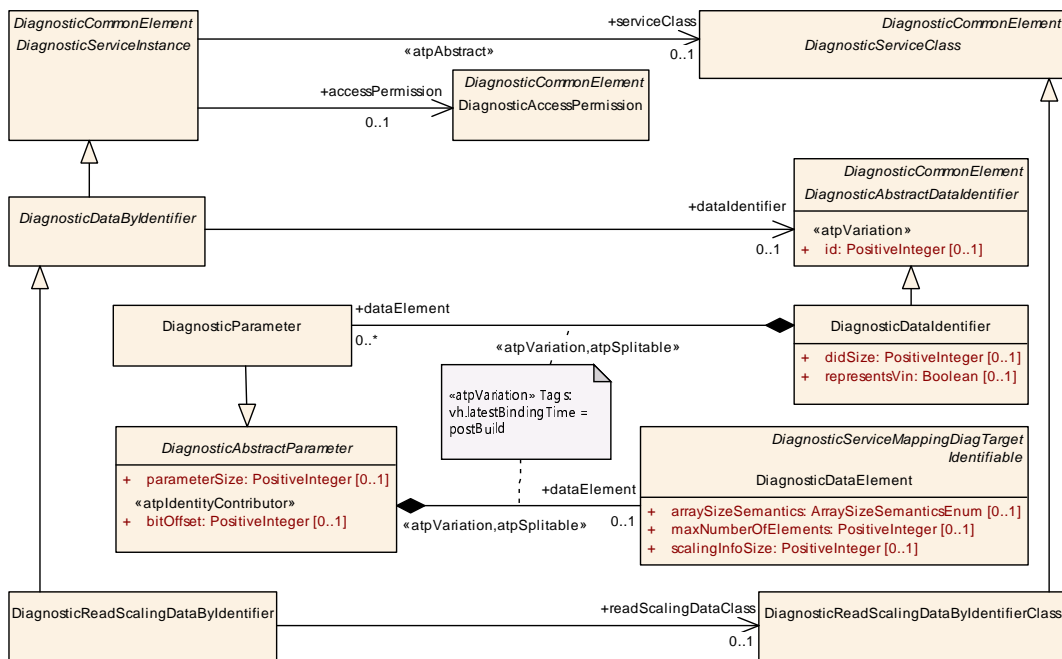 DiagnosticCommonElement
DiagnosticServiceInstance
+serviceClass
«atpAbstract»
0..1
DiagnosticCommonElement
DiagnosticServiceClass
+accessPermission
0..1
DiagnosticCommonElement
DiagnosticAccessPermission
DiagnosticDataByIdentifier
+dataIdentifier
0..1
DiagnosticCommonElement
DiagnosticAbstractDataIdentifier
«atpVariation»
+ id: PositiveInteger [0..1]
DiagnosticParameter
+dataElement
0..*
«atpVariation,atpSplitable»
DiagnosticDataIdentifier
+ didSize: PositiveInteger [0..1]
+ representsVin: Boolean [0..1]
«atpVariation» Tags:
vh.latestBindingTime =
postBuild
DiagnosticAbstractParameter
+ parameterSize: PositiveInteger [0..1]
«atpIdentityContributor»
+ bitOffset: PositiveInteger [0..1]
+dataElement
«atpVariation,atpSplitable»
0..1
DiagnosticServiceMappingDiagTarget
Identifiable
DiagnosticDataElement
+ arraySizeSemantics: ArraySizeSemanticsEnum [0..1]
+ maxNumberOfElements: PositiveInteger [0..1]
+ scalingInfoSize: PositiveInteger [0..1]
DiagnosticReadScalingDataByIdentifier
+readScalingDataClass
0..1
DiagnosticReadScalingDataByIdentifierClass